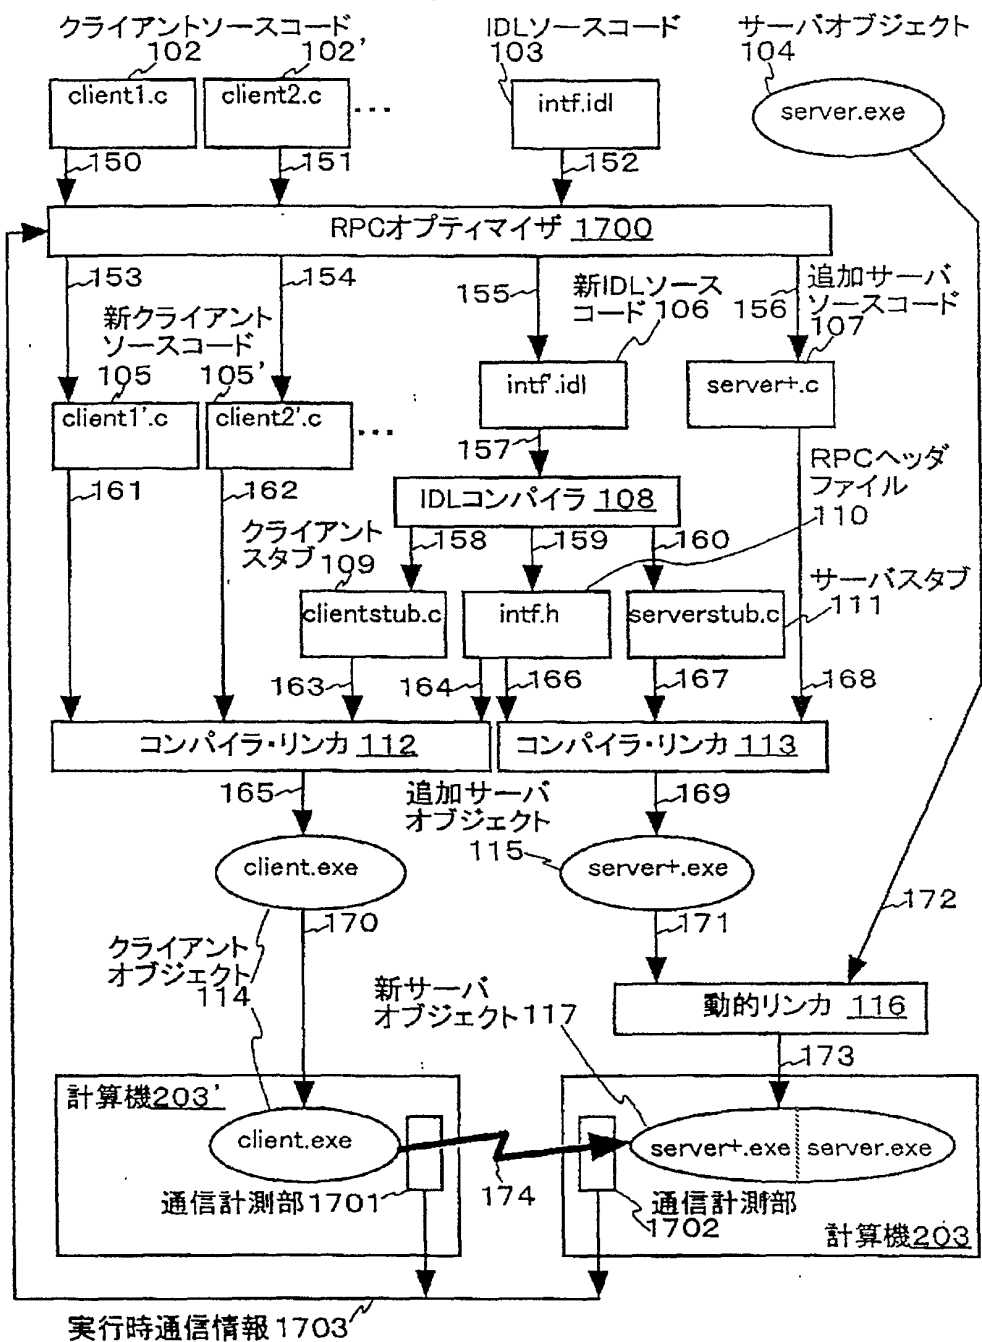 クライアントソースコード
102
102'
IDLソースコード
103
サーバオブジェクト
104
client1.c
client2.c
・・・
intf.idl
server.exe
150
151
152
RPCオプティマイザ 1700
153
154
155
156
新クライアント
ソースコード
105
105'
新IDLソース
コード 106
追加サーバ
ソースコード
107
client1'.c
client2'.c
・・・
intf'.idl
server+.c
157
161
162
IDLコンパイラ 108
RPCヘッダ
ファイル
110
クライアント
スタブ
109
158
159
160
サーバスタブ
111
clientstub.c
intf.h
serverstub.c
163
164
166
167
168
コンパイラ・リンカ 112
コンパイラ・リンカ 113
165
追加サーバ
オブジェクト
115
169
client.exe
server+.exe
170
171
172
クライアント
オブジェクト
114
新サーバ
オブジェクト117
動的リンカ 116
173
計算機203'
client.exe
server+.exe
server.exe
通信計測部1701
174
通信計測部
1702
計算機203
実行時通信情報1703